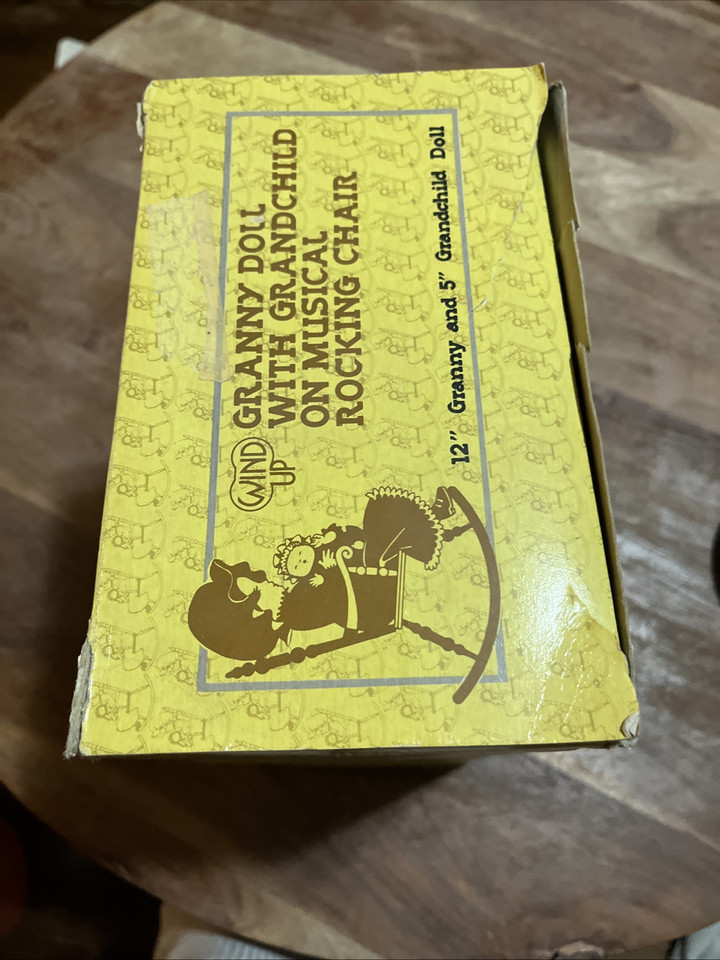 WIND
UP
GRANNY DOLL
WITH GRANDCHILD
ON MUSICAL
ROCKING CHAIR
12" Granny and 5" Grandchild Doll